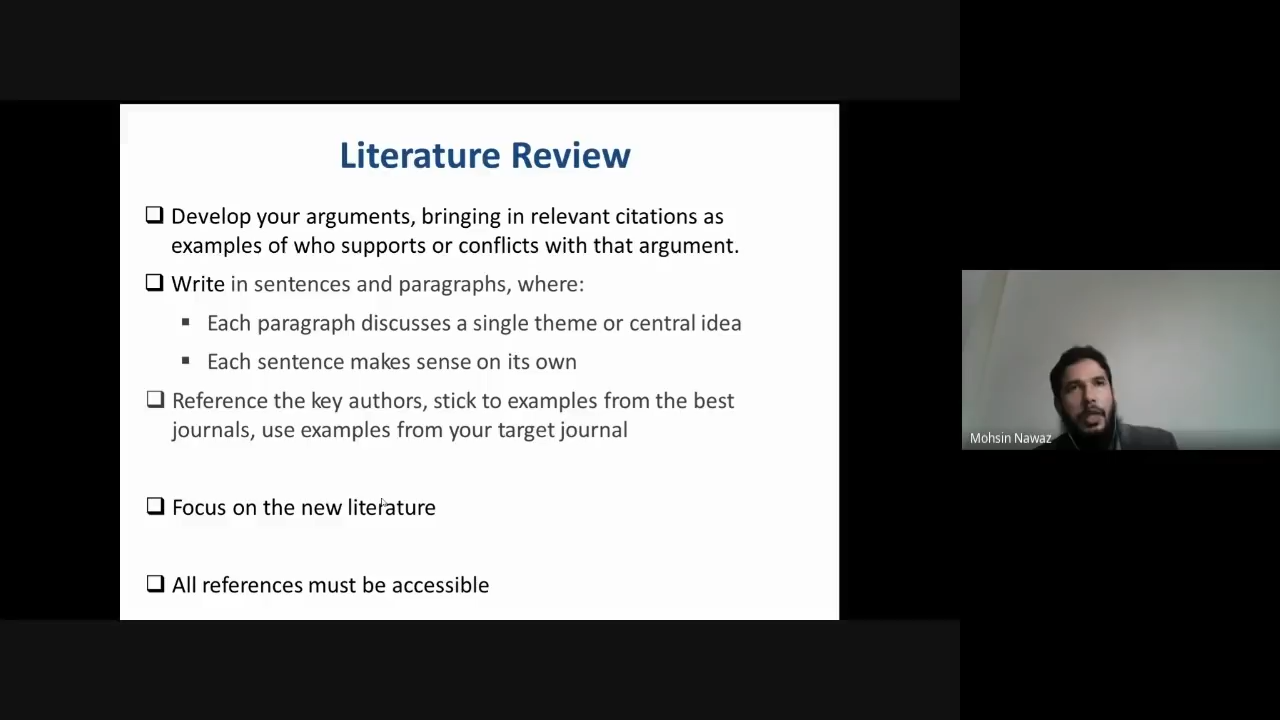 Literature Review
Develop your arguments, bringing in relevant citations as
examples of who supports or conflicts with that argument.
Write in sentences and paragraphs, where:
Each paragraph discusses a single theme or central idea
Each sentence makes sense on its own
Reference the key authors, stick to examples from the best
journals, use examples from your target journal
Focus on the new literature
All references must be accessible
Mohsin Nawaz